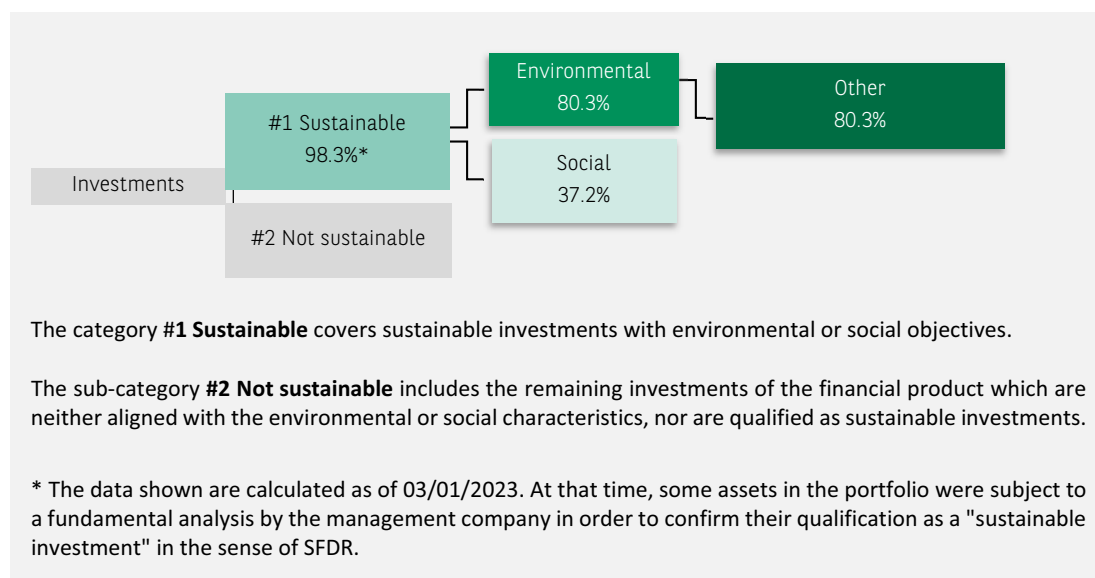 Environmental
80.3%
Other
80.3%
#1 Sustainable
98.3%*
Social
37.2%
Investments
#2 Not sustainable
The category #1 Sustainable covers sustainable investments with environmental or social objectives.
The sub-category #2 Not sustainable includes the remaining investments of the financial product which are
neither aligned with the environmental or social characteristics, nor are qualified as sustainable investments.
* The data shown are calculated as of 03/01/2023. At that time, some assets in the portfolio were subject to
a fundamental analysis by the management company in order to confirm their qualification as a "sustainable
investment" in the sense of SFDR.